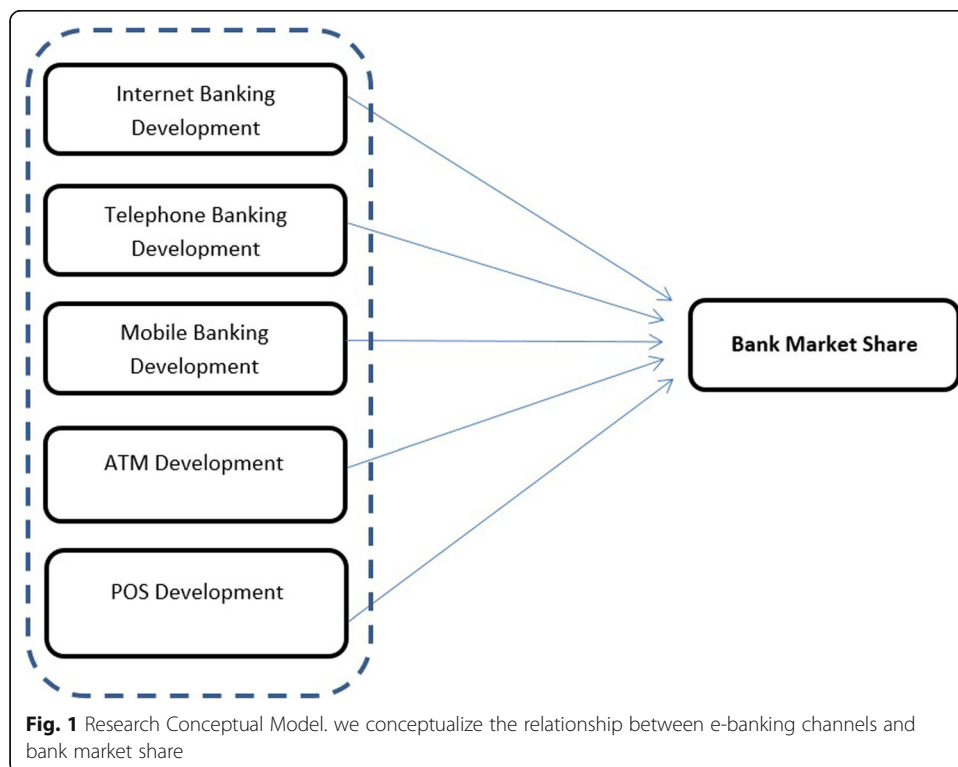 Internet Banking
Development
Telephone Banking
Development
Mobile Banking
Development
ATM Development
POS Development
Bank Market Share
Fig. 1 Research Conceptual Model. we conceptualize the relationship between e-banking channels and
bank market share